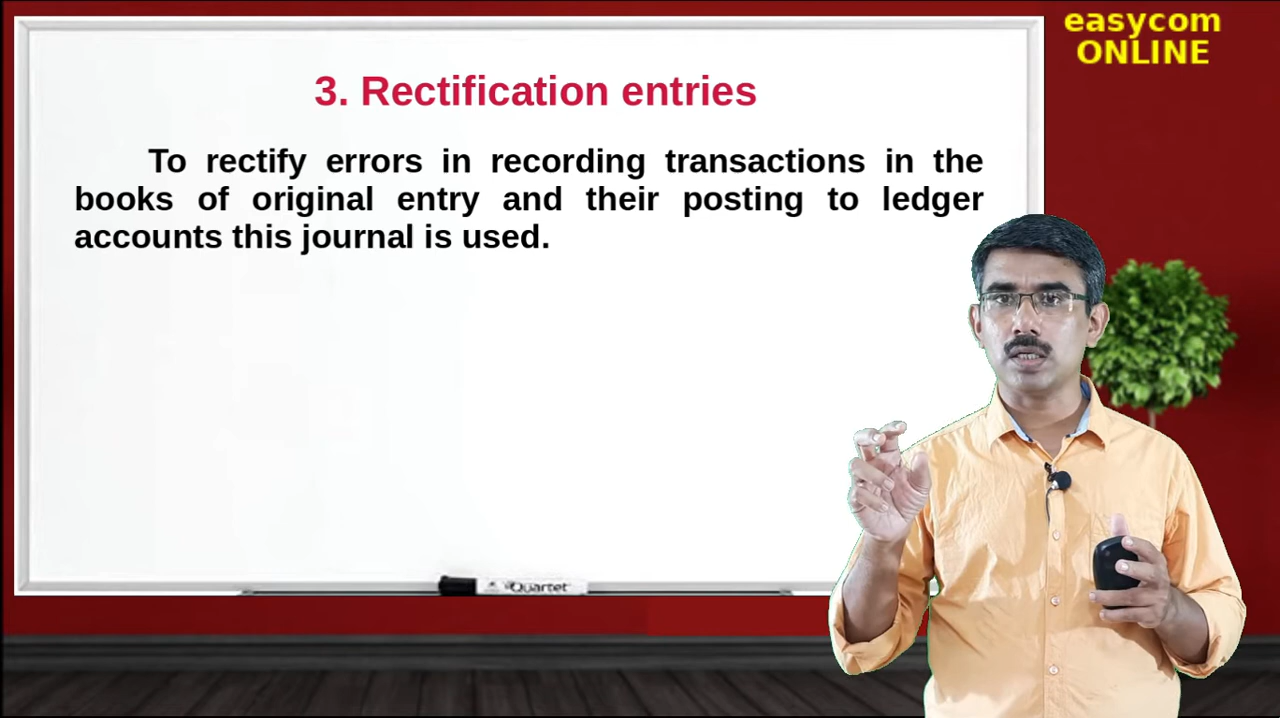 easycom
ONLINE
3. Rectification entries
To rectify errors in recording transactions in the
books of original entry and their posting to ledger
accounts this journal is used.
Quartet